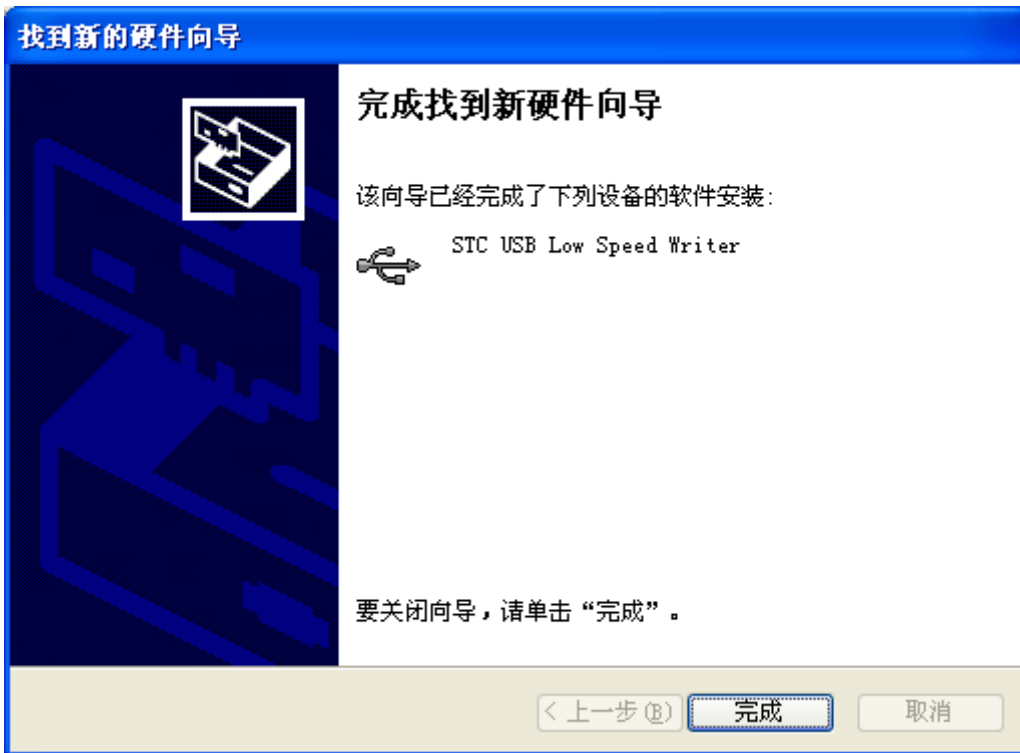 找到新的硬件向导
完成找到新硬件向导
该向导已经完成了下列设备的软件安装:
STC USB Low Speed Writer
要关闭向导，请单击“完成”。
< 上一步(B) 完成 取消